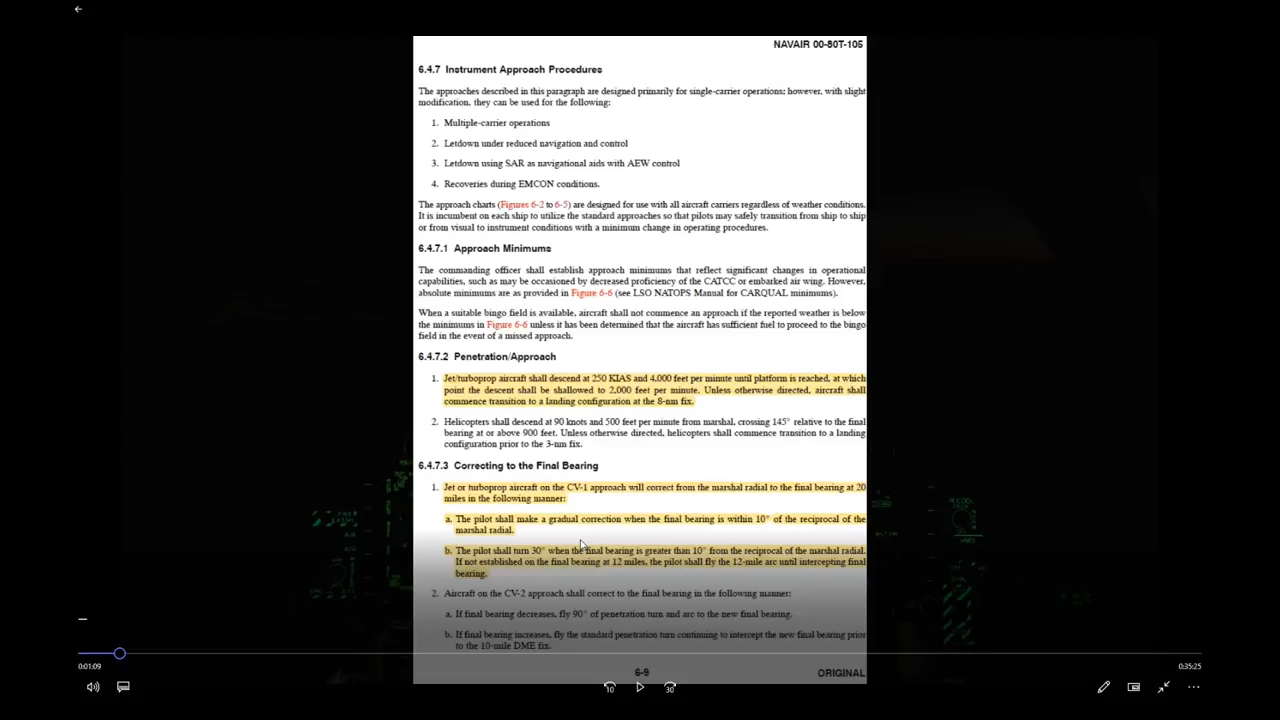 NAVAIR 00-80T-105
6.4.7 Instrument Approach Procedures
The approaches described in this paragraph are designed primarily for single-carrier operations; however, with slight
modification, they can be used for the following:
1. Multiple-carrier operations
2. Letdown under reduced navigation and control
3. Letdown using SAR as navigational aids with AEW control
4. Recoveries during EMCON conditions.
The approach charts (Figures 6-2 to 6-5) are designed for use with all aircraft carriers regardless of weather conditions.
It is incumbent on each ship to utilize the standard approaches so that pilots may safely transition from ship to ship
or from visual to instrument conditions with a minimum change in operating procedures.
6.4.7.1 Approach Minimums
The commanding officer shall establish approach minimums that reflect significant changes in operational
capabilities, such as may be occasioned by decreased proficiency of the CATCC or embarked air wing. However,
absolute minimums are as provided in Figure 6-6 (see LSO NATOPS Manual for CARQUAL minimums).
When a suitable bingo field is available, aircraft shall not commence an approach if the reported weather is below
the minimums in Figure 6-6 unless it has been determined that the aircraft has sufficient fuel to proceed to the bingo
field in the event of a missed approach.
6.4.7.2 Penetration/Approach
1. Jet/turboprop aircraft shall descend at 250 KIAS and 4,000 feet per minute until platform is reached, at which
point the descent shall be shallowed to 2,000 feet per minute. Unless otherwise directed, aircraft shall
commence transition to a landing configuration at the 8-nm fix.
2. Helicopters shall descend at 90 knots and 500 feet per minute from marshal, crossing 145° relative to the final
bearing at or above 900 feet. Unless otherwise directed, helicopters shall commence transition to a landing
configuration prior to the 3-nm fix.
6.4.7.3 Correcting to the Final Bearing
1. Jet or turboprop aircraft on the CV-1 approach will correct from the marshal radial to the final bearing at 20
miles in the following manner:
a. The pilot shall make a gradual correction when the final bearing is within 10° of the reciprocal of the
marshal radial.
b. The pilot shall turn 30° when the final bearing is greater than 10° from the reciprocal of the marshal radial.
If not established on the final bearing at 12 miles, the pilot shall fly the 12-mile arc until intercepting final
bearing.
2. Aircraft on the CV-2 approach shall correct to the final bearing in the following manner:
a. If final bearing decreases, fly 90° of penetration turn and arc to the new final bearing.
b. If final bearing increases, fly the standard penetration turn continuing to intercept the new final bearing prior
to the 10-mile DME fix.
6-9
ORIGINAL
0:01:09
0:35:25
10
30